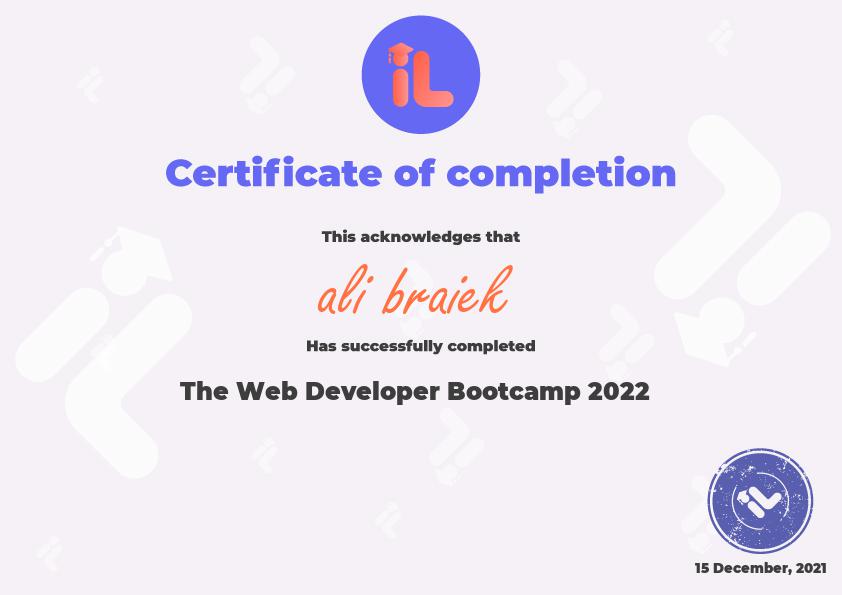 iL
Certificate of completion
This acknowledges that
ali braiek
Has successfully completed
The Web Developer Bootcamp 2022
15 December, 2021